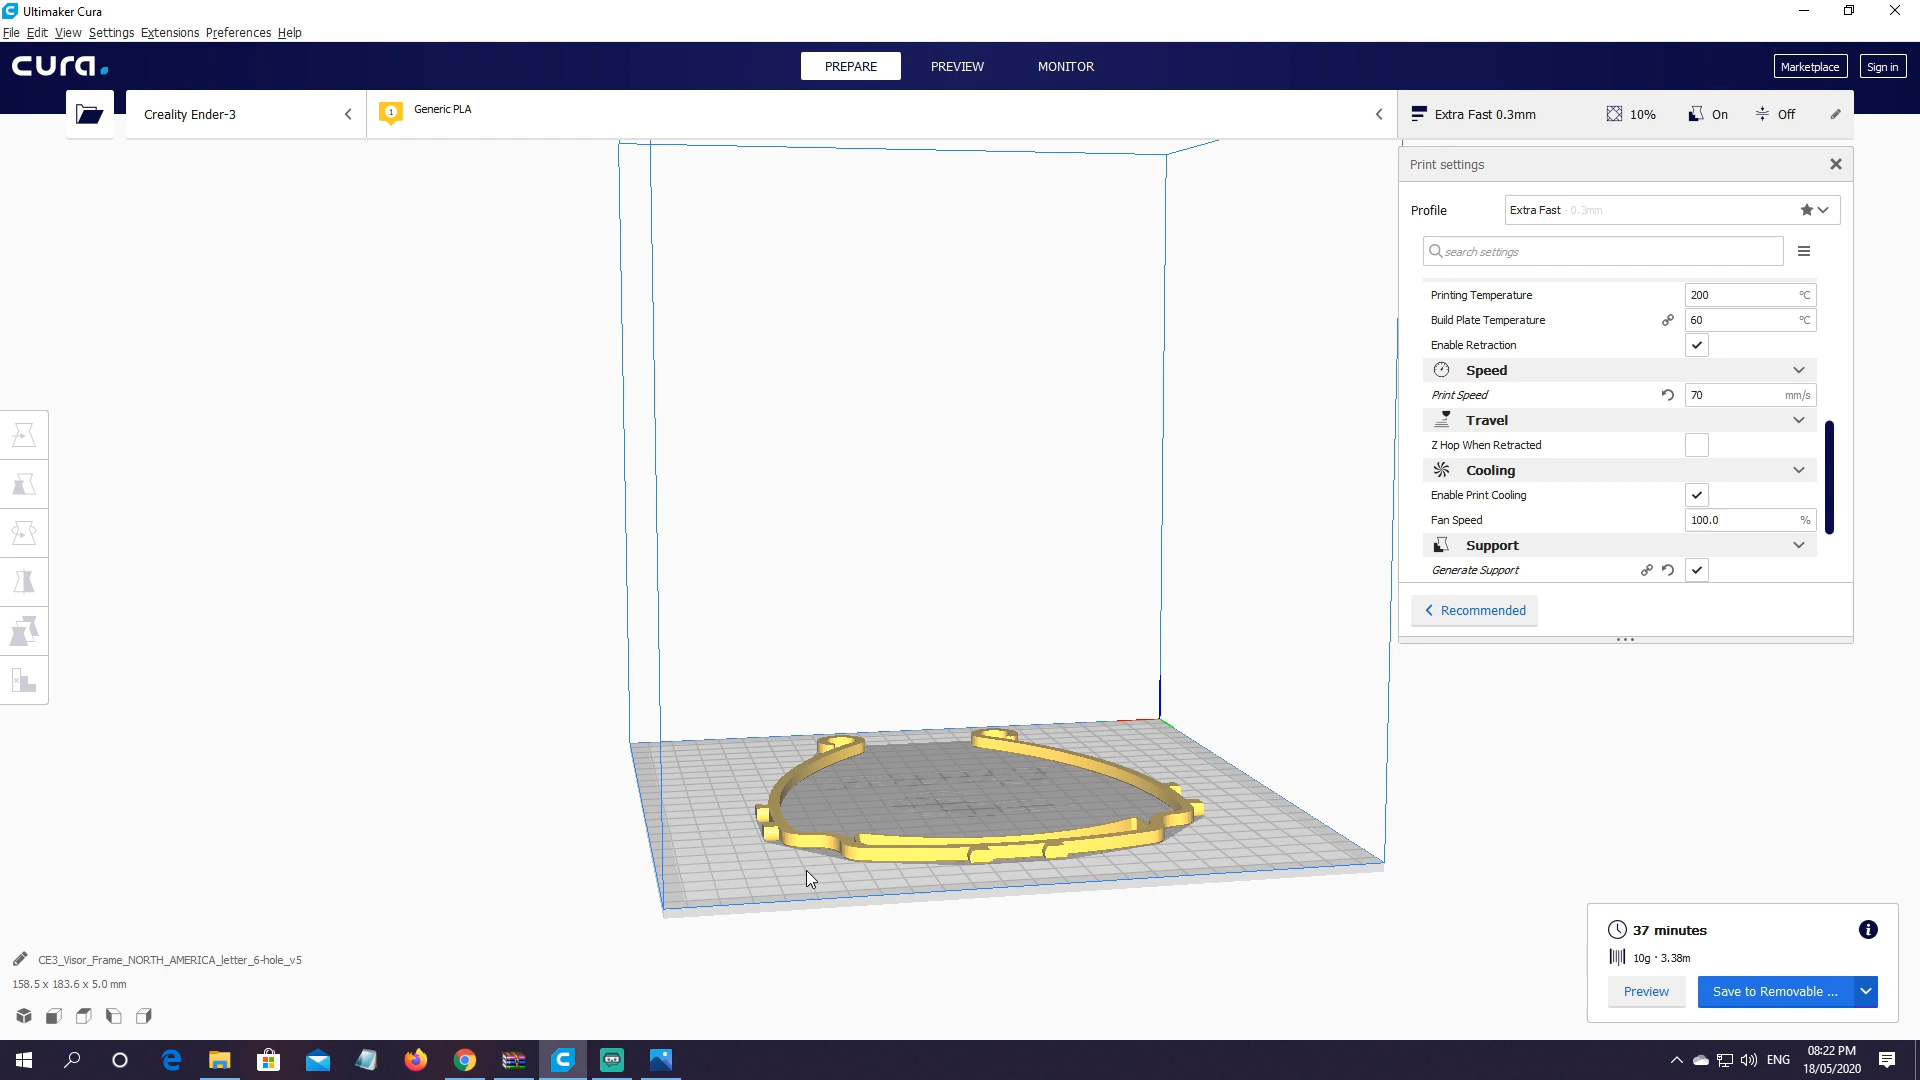 Ultimaker Cura
File Edit View Settings Extensions Preferences Help
cura.
PREPARE
PREVIEW
MONITOR
Marketplace
Sign in
Creality Ender-3
1
Generic PLA
Extra Fast 0.3mm
10%
On
Off
Print settings
Profile
Extra Fast - 0.3mm
search settings
Printing Temperature 200 °C
Build Plate Temperature 60 °C
Enable Retraction
Speed
Print Speed 70 mm/s
Travel
Z Hop When Retracted
Cooling
Enable Print Cooling
Fan Speed 100.0 %
Support
Generate Support
Recommended
37 minutes
10g · 3.38m
Preview
Save to Removable ...
CE3_Visor_Frame_NORTH_AMERICA_letter_6-hole_v5
158.5 x 183.6 x 5.0 mm
ENG
08:22 PM
18/05/2020